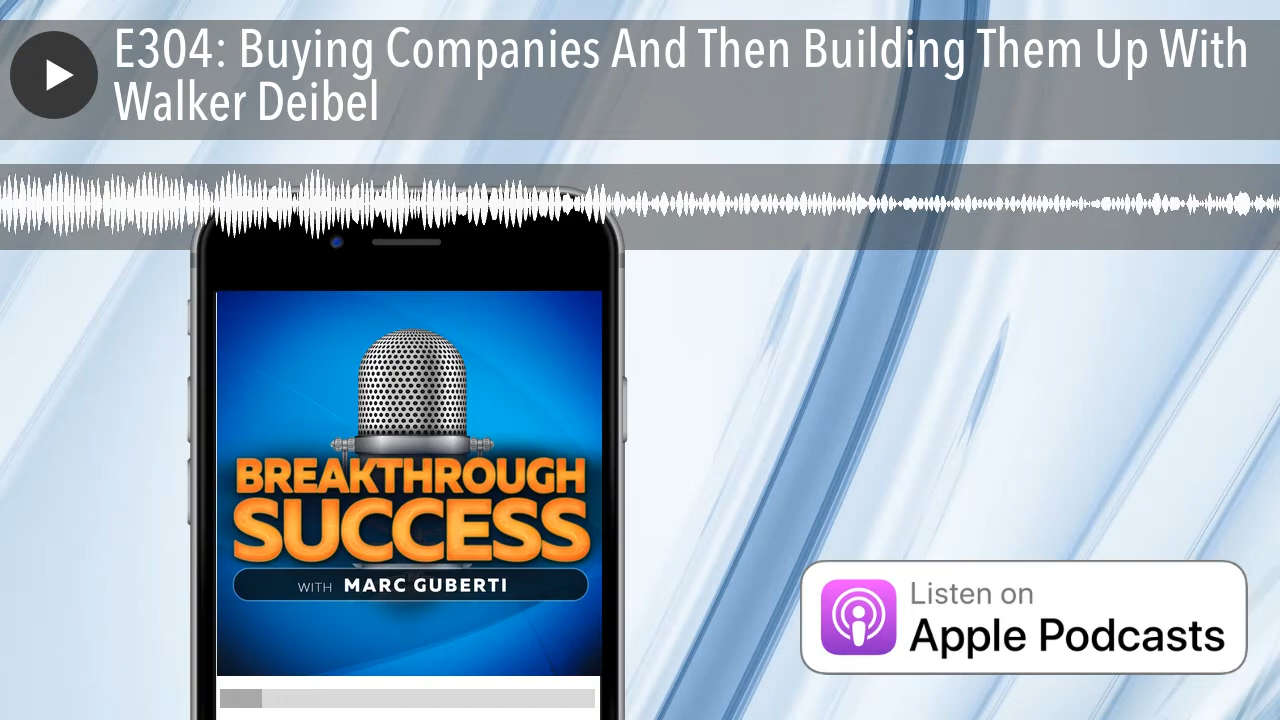 E304: Buying Companies And Then Building Them Up With
Walker Deibel
BREAKTHROUGH
SUCCESS
WITH MARC GUBERTI
Listen on
Apple Podcasts